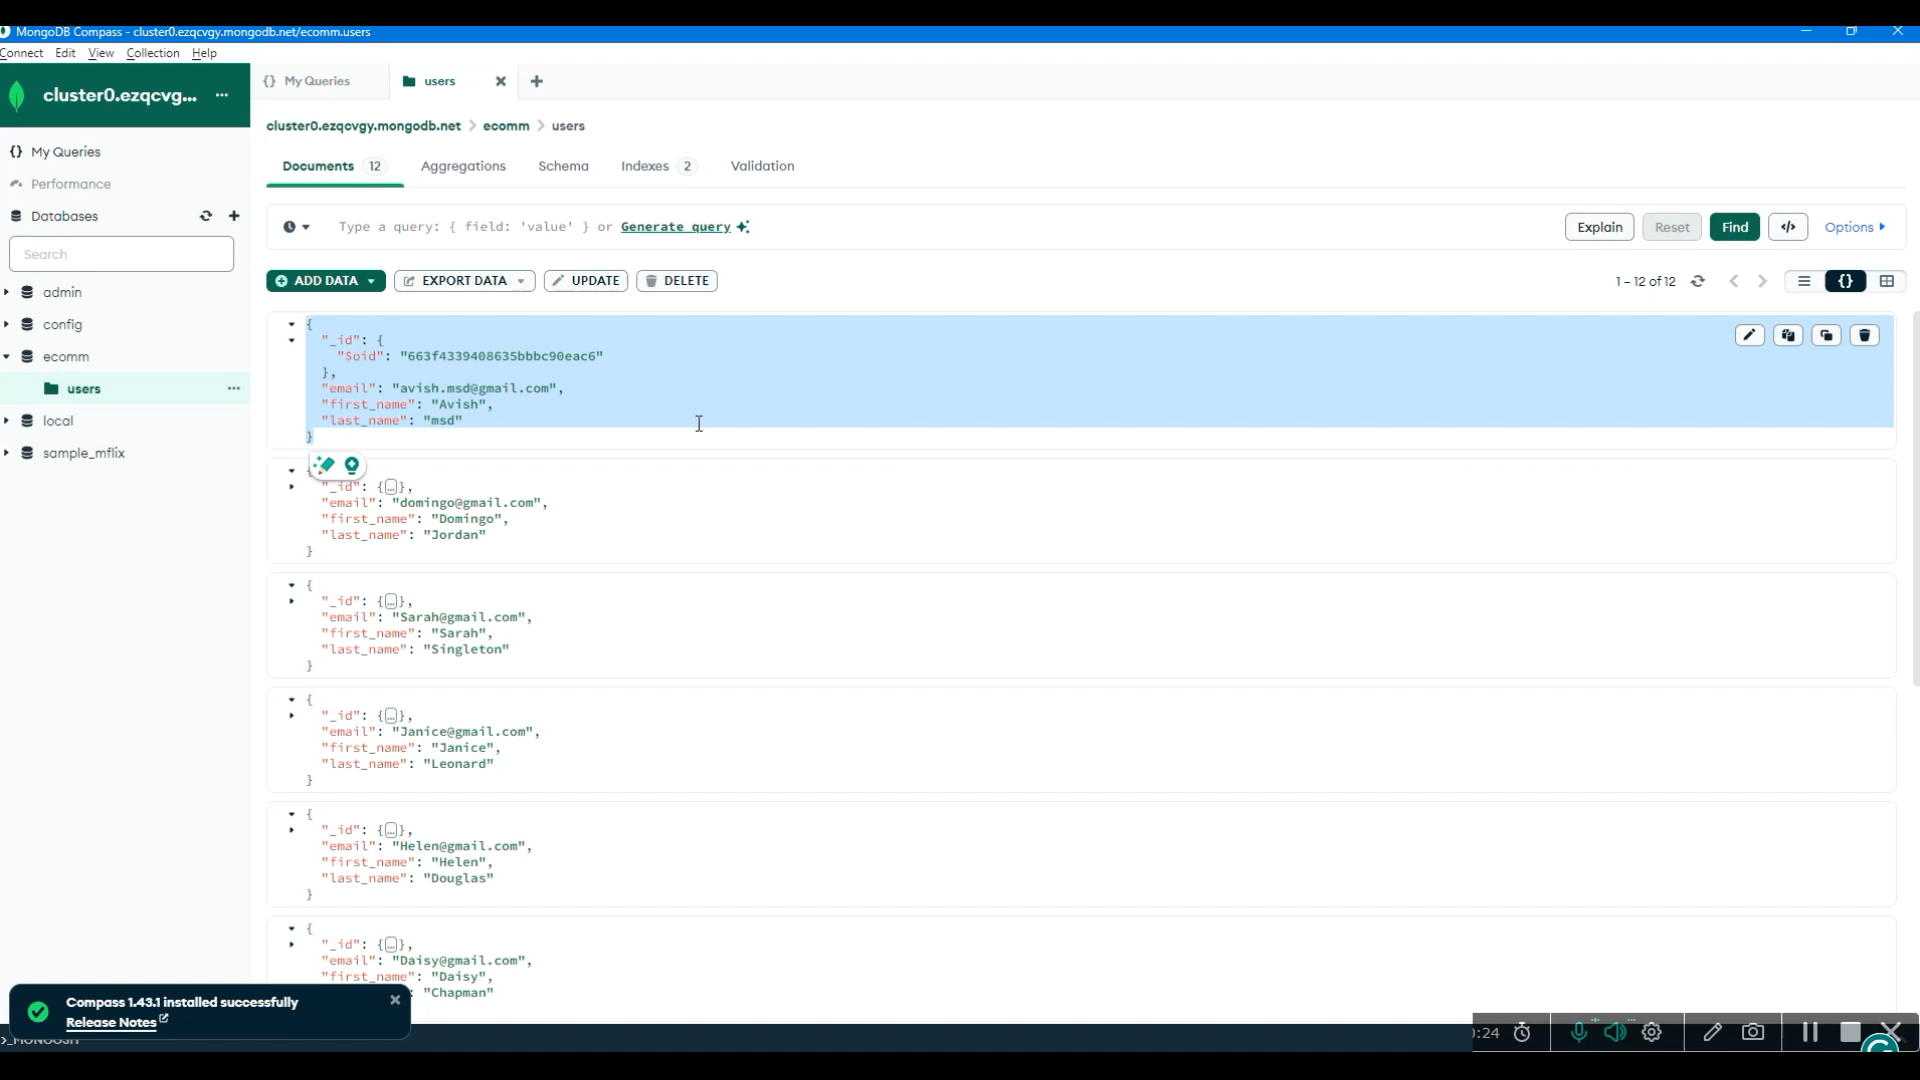 MongoDB Compass - cluster0.ezqcvgy.mongodb.net/ecomm.users
Connect Edit View Collection Help
cluster0.ezqcvg...
My Queries
Performance
Databases
Search
admin
config
ecomm
users
local
sample_mflix
My Queries
users
cluster0.ezqcvgy.mongodb.net > ecomm > users
Documents 12 Aggregations Schema Indexes 2 Validation
Type a query: { field: 'value' } or Generate query
Explain Reset Find </> Options
ADD DATA EXPORT DATA UPDATE DELETE
1 – 12 of 12
{}
{
"_id": {
"$oid": "663f4339408635bbbc90eac6"
},
"email": "avish.msd@gmail.com",
"first_name": "Avish",
"last_name": "msd"
}
"_id": {…},
"email": "domingo@gmail.com",
"first_name": "Domingo",
"last_name": "Jordan"
}
{
"_id": {…},
"email": "Sarah@gmail.com",
"first_name": "Sarah",
"last_name": "Singleton"
}
{
"_id": {…},
"email": "Janice@gmail.com",
"first_name": "Janice",
"last_name": "Leonard"
}
{
"_id": {…},
"email": "Helen@gmail.com",
"first_name": "Helen",
"last_name": "Douglas"
}
{
"_id": {…},
"email": "Daisy@gmail.com",
"first_name": "Daisy",
: "Chapman"
Compass 1.43.1 installed successfully
Release Notes
>_MONGOSH
:24